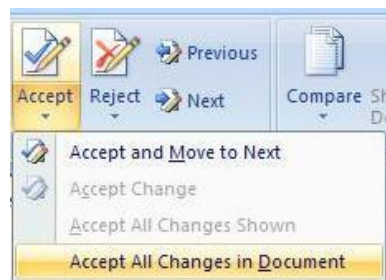 Previous
Accept Reject Next Compare
Accept and Move to Next
Accept Change
Accept All Changes Shown
Accept All Changes in Document